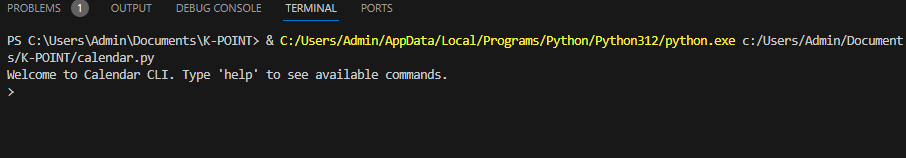 PROBLEMS 1 OUTPUT DEBUG CONSOLE TERMINAL PORTS
PS C:\Users\Admin\Documents\K-POINT> & C:/Users/Admin/AppData/Local/Programs/Python/Python312/python.exe c:/Users/Admin/Document
s/K-POINT/calendar.py
Welcome to Calendar CLI. Type 'help' to see available commands.
>